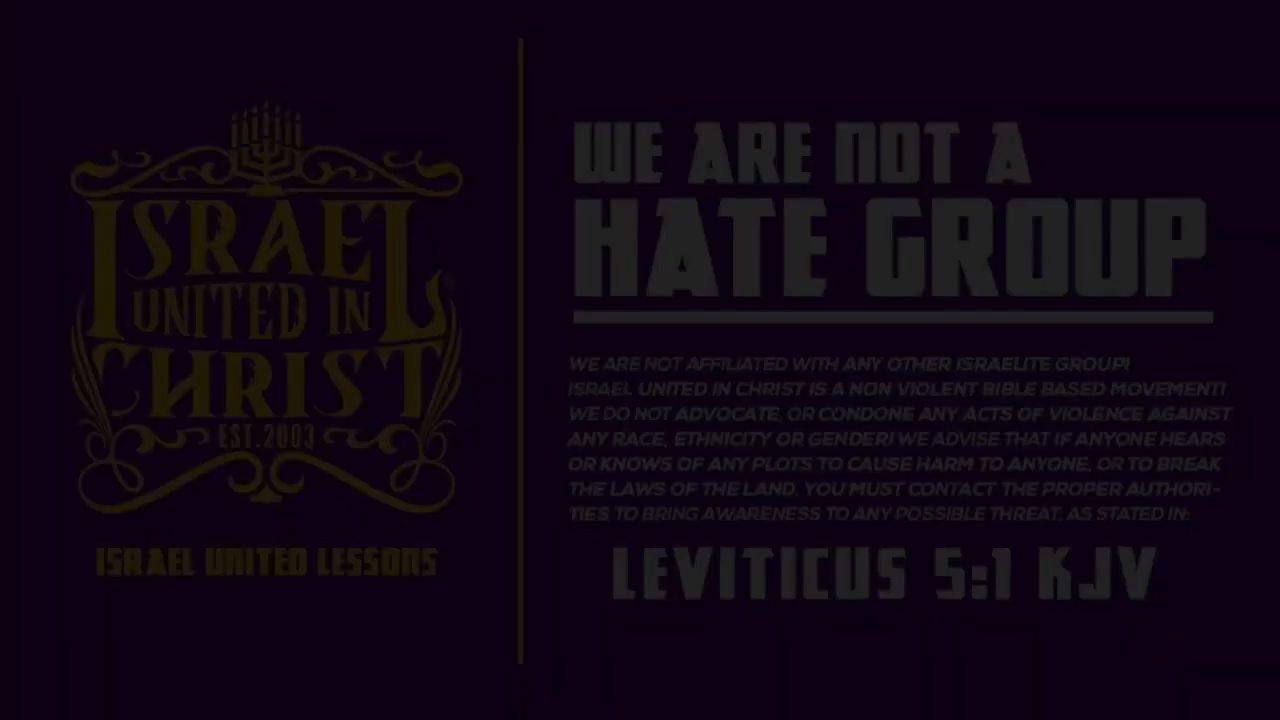 ISRAEL
UNITED IN
CHRIST
EST.2003
ISRAEL UNITED LESSONS
WE ARE NOT A
HATE GROUP
WE ARE NOT AFFILIATED WITH ANY OTHER ISRAELITE GROUP!
ISRAEL UNITED IN CHRIST IS A NON VIOLENT BIBLE BASED MOVEMENT!
WE DO NOT ADVOCATE, OR CONDONE ANY ACTS OF VIOLENCE AGAINST
ANY RACE, ETHNICITY OR GENDER! WE ADVISE THAT IF ANYONE HEARS
OR KNOWS OF ANY PLOTS TO CAUSE HARM TO ANYONE, OR TO BREAK
THE LAWS OF THE LAND, YOU MUST CONTACT THE PROPER AUTHORI-
TIES TO BRING AWARENESS TO ANY POSSIBLE THREAT, AS STATED IN:
LEVITICUS 5:1 KJV